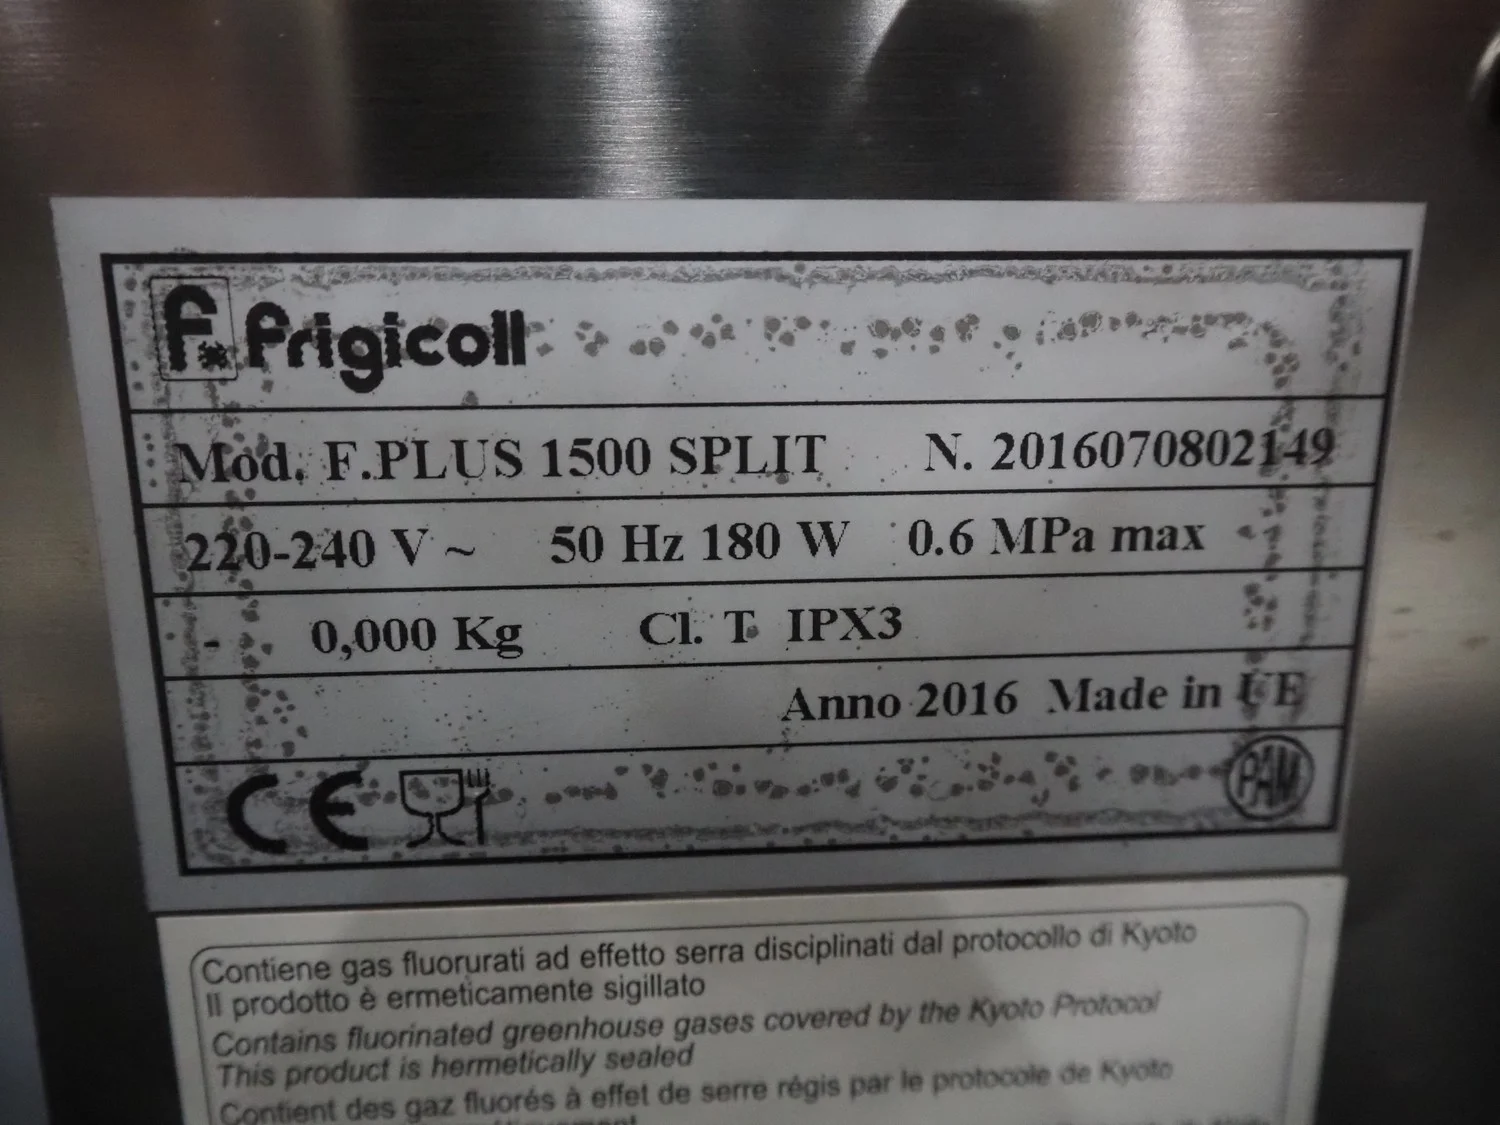 F. frigicoll
Mod. F.PLUS 1500 SPLIT N. 2016070802149
220-240 V ~ 50 Hz 180 W 0.6 MPa max
- 0,000 Kg Cl. T IPX3
Anno 2016 Made in UE
CE PAM
Contiene gas fluorurati ad effetto serra disciplinati dal protocollo di Kyoto
Il prodotto è ermeticamente sigillato
Contains fluorinated greenhouse gases covered by the Kyoto Protocol
This product is hermetically sealed
Contient des gaz fluorés à effet de serre régis par le protocole de Kyoto